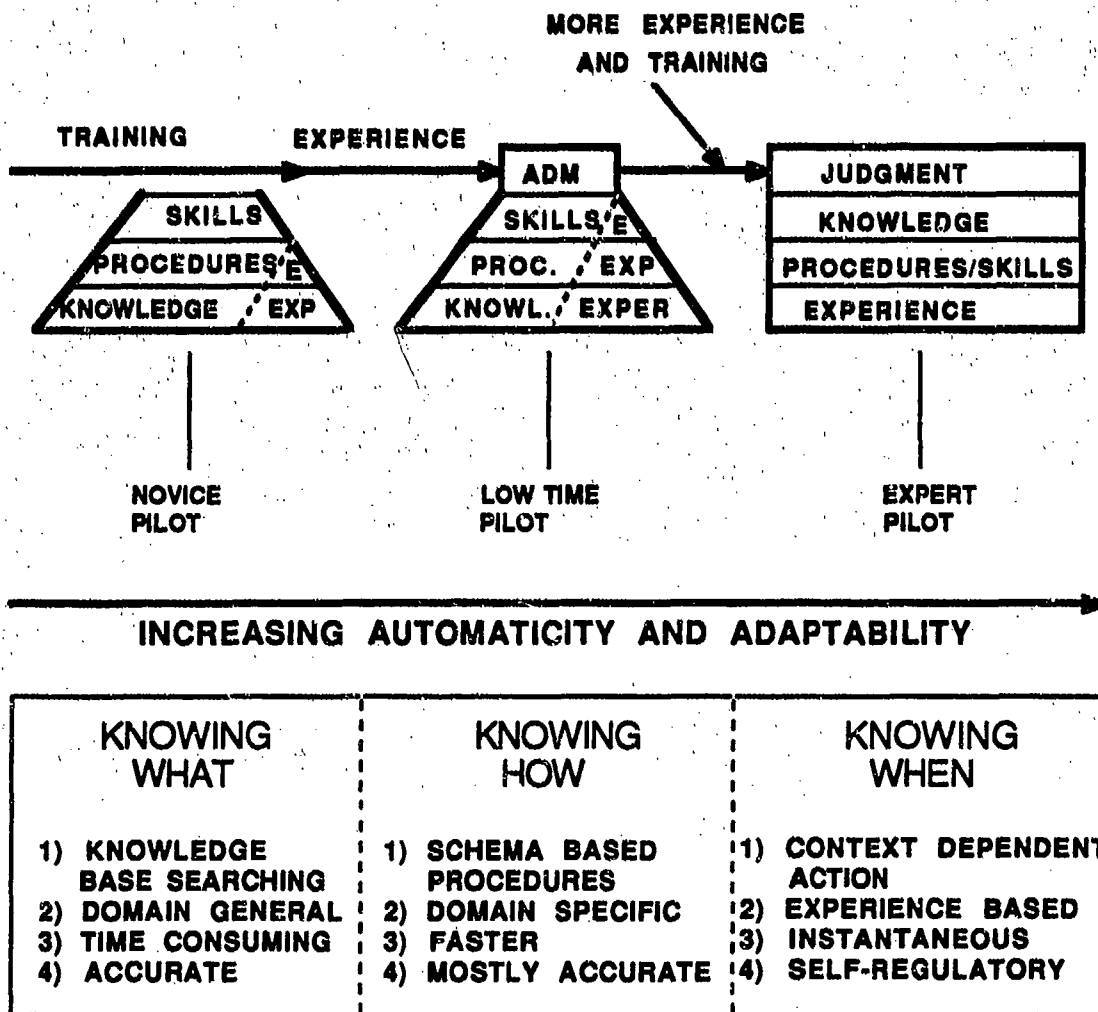 MORE EXPERIENCE
AND TRAINING
TRAINING
EXPERIENCE
ADM
SKILLS
PROCEDURES
E
KNOWLEDGE
EXP
SKILLS
E
PROC.
EXP
KNOWL.
EXPER
JUDGMENT
KNOWLEDGE
PROCEDURES/SKILLS
EXPERIENCE
NOVICE
PILOT
LOW TIME
PILOT
EXPERT
PILOT
INCREASING AUTOMATICITY AND ADAPTABILITY
KNOWING
WHAT
1) KNOWLEDGE
BASE SEARCHING
2) DOMAIN GENERAL
3) TIME CONSUMING
4) ACCURATE
KNOWING
HOW
1) SCHEMA BASED
PROCEDURES
2) DOMAIN SPECIFIC
3) FASTER
4) MOSTLY ACCURATE
KNOWING
WHEN
1) CONTEXT DEPENDENT
ACTION
2) EXPERIENCE BASED
3) INSTANTANEOUS
4) SELF-REGULATORY